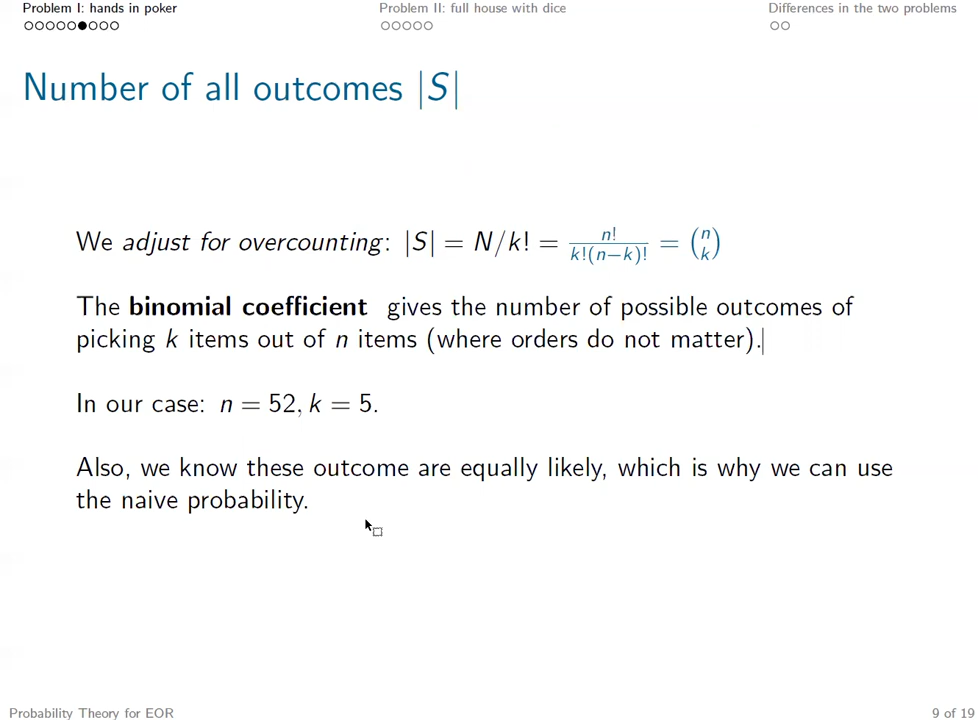 Problem I: hands in poker Problem II: full house with dice Differences in the two problems
Number of all outcomes |S|
We adjust for overcounting: |S| = N/k! = n!/k!(n−k)! = (n k)
The binomial coefficient gives the number of possible outcomes of
picking k items out of n items (where orders do not matter).
In our case: n = 52, k = 5.
Also, we know these outcome are equally likely, which is why we can use
the naive probability.
Probability Theory for EOR 9 of 19